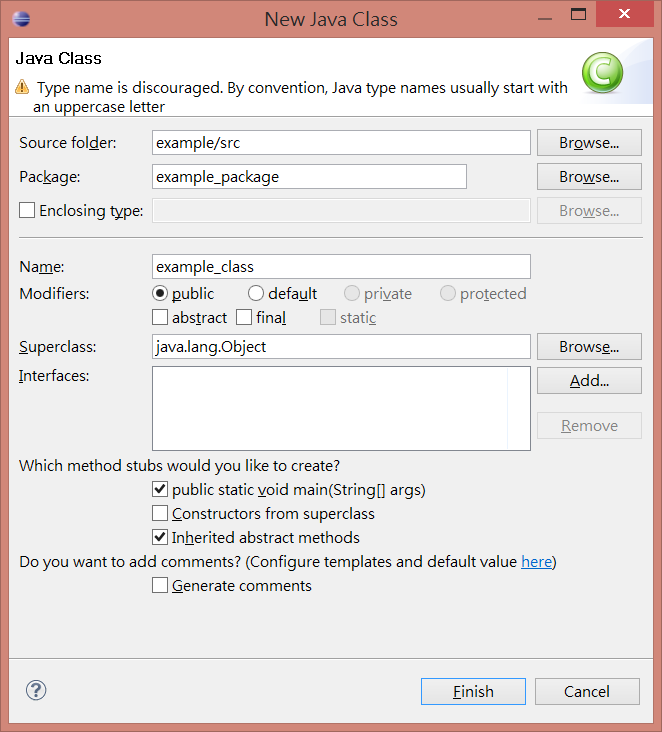 New Java Class
Java Class
Type name is discouraged. By convention, Java type names usually start with
an uppercase letter
Source folder: example/src Browse...
Package: example_package Browse...
Enclosing type: Browse...
Name: example_class
Modifiers: public default private protected
abstract final static
Superclass: java.lang.Object Browse...
Interfaces: Add...
Remove
Which method stubs would you like to create?
public static void main(String[] args)
Constructors from superclass
Inherited abstract methods
Do you want to add comments? (Configure templates and default value here)
Generate comments
? Finish Cancel